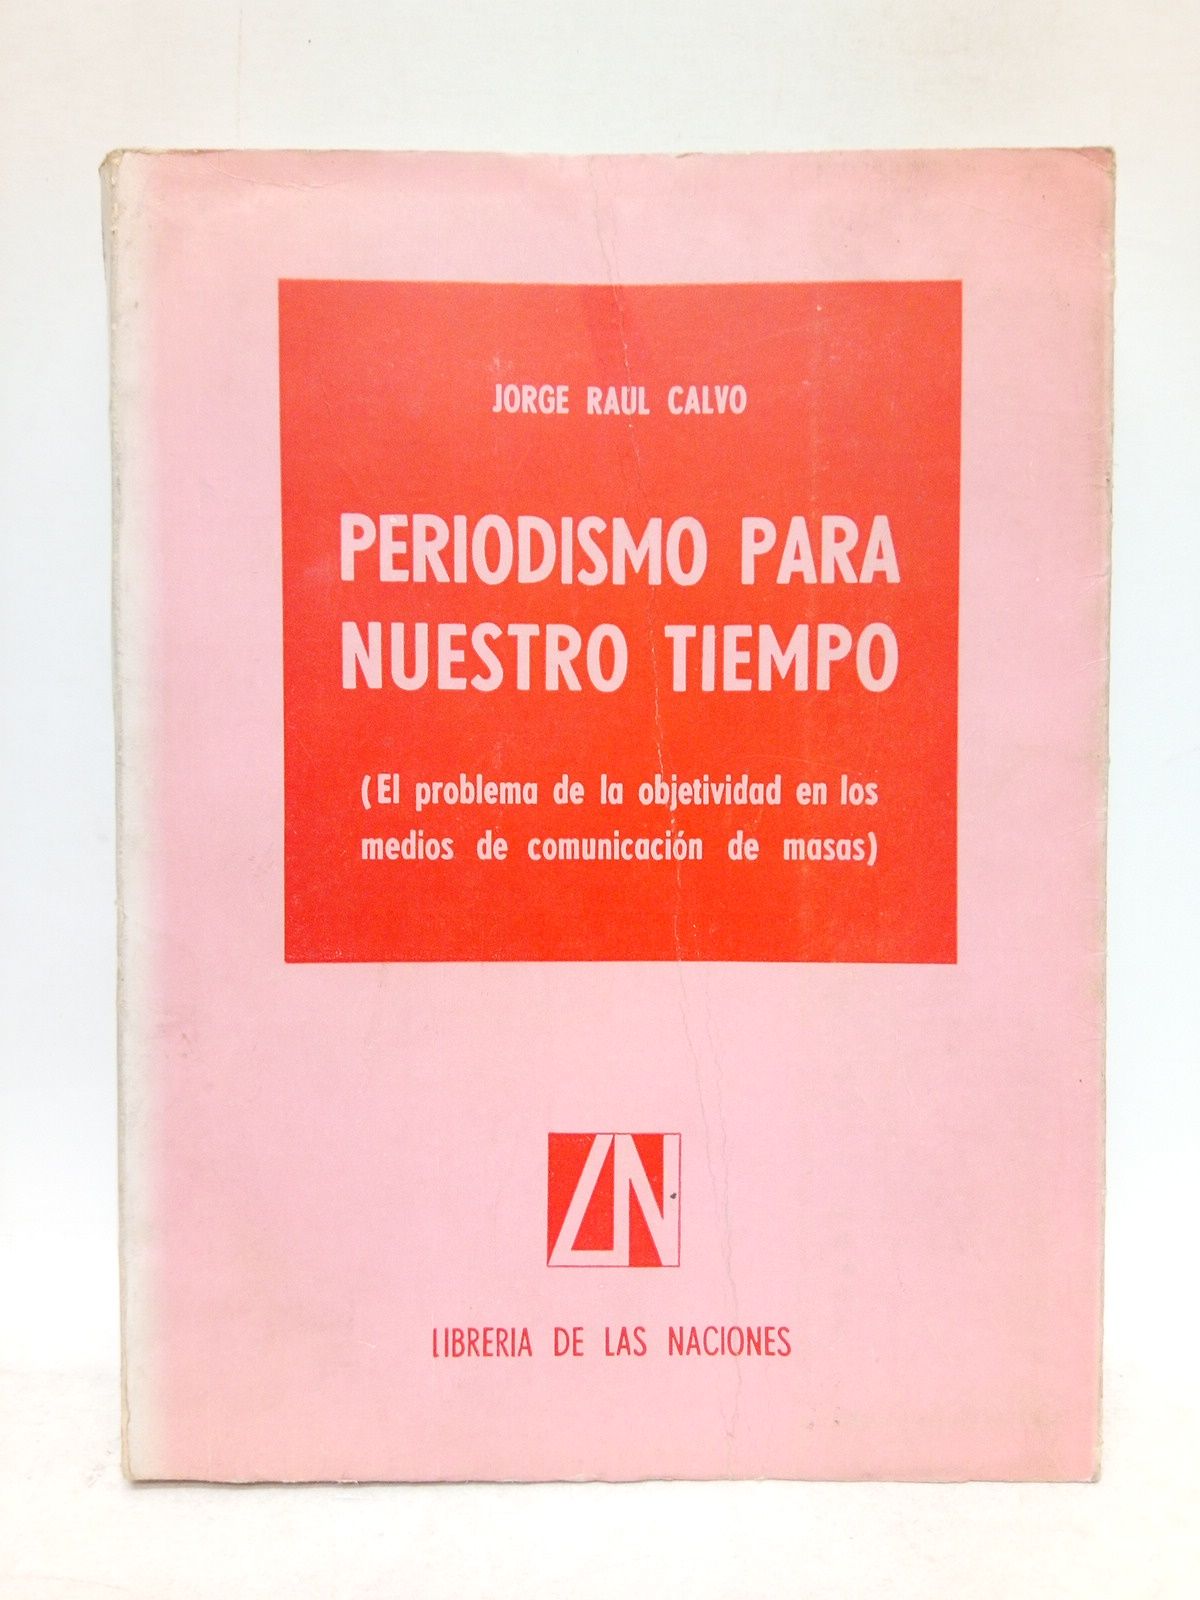 JORGE RAUL CALVO
PERIODISMO PARA
NUESTRO TIEMPO
(El problema de la objetividad en los
medios de comunicación de masas)
LN
LIBRERIA DE LAS NACIONES